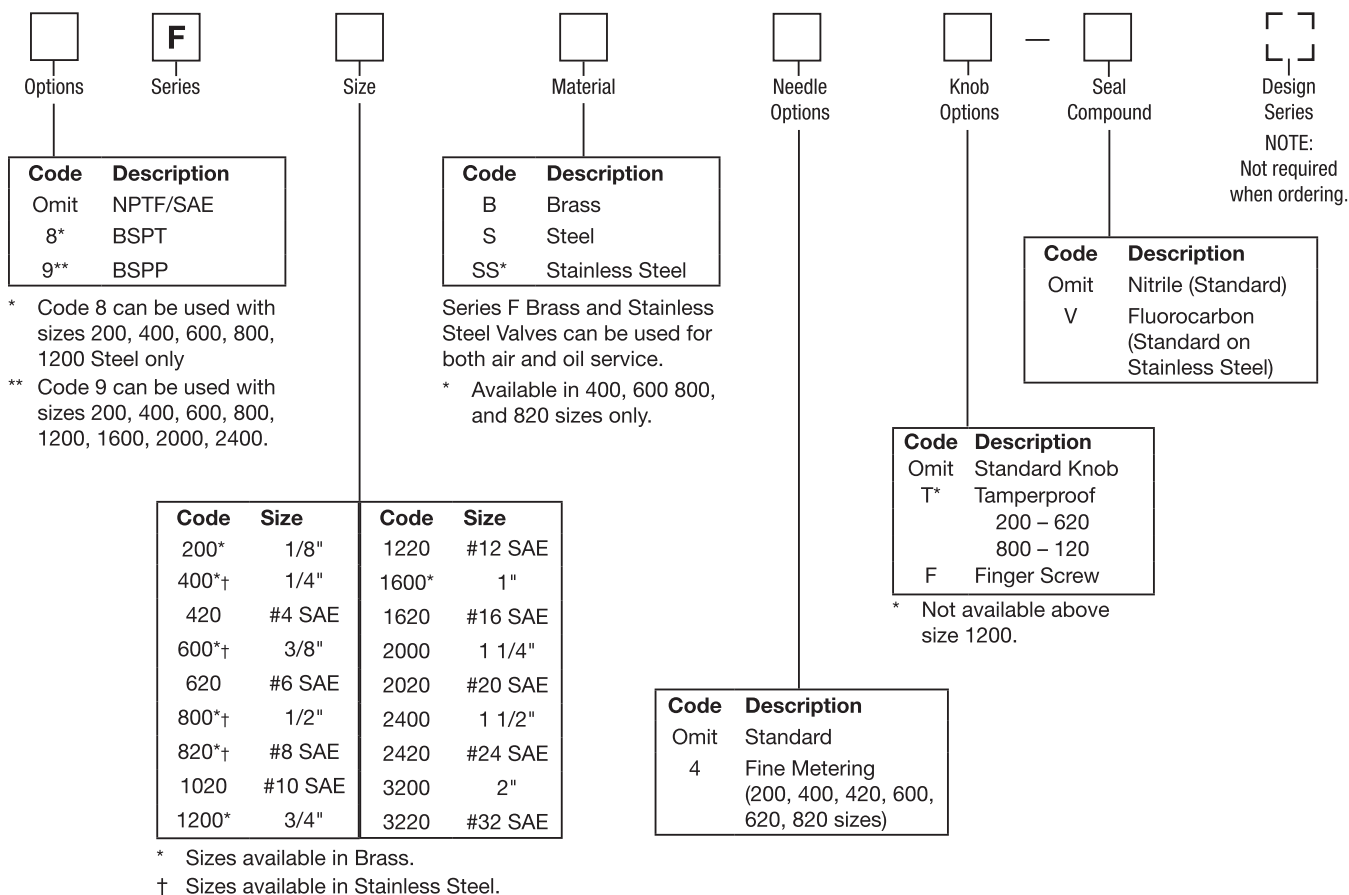 F
Options
Series
Size
Material
Needle
Options
Knob
Options
—
Seal
Compound
Design
Series
NOTE:
Not required
when ordering.
Code Description
Omit NPTF/SAE
8* BSPT
9** BSPP
* Code 8 can be used with
sizes 200, 400, 600, 800,
1200 Steel only
** Code 9 can be used with
sizes 200, 400, 600, 800,
1200, 1600, 2000, 2400.
Code Description
B Brass
S Steel
SS* Stainless Steel
Series F Brass and Stainless
Steel Valves can be used for
both air and oil service.
* Available in 400, 600 800,
and 820 sizes only.
Code Description
Omit Nitrile (Standard)
V Fluorocarbon
(Standard on
Stainless Steel)
Code Description
Omit Standard Knob
T* Tamperproof
200 – 620
800 – 120
F Finger Screw
* Not available above
size 1200.
Code Size Code Size
200* 1/8" 1220 #12 SAE
400*† 1/4" 1600* 1"
420 #4 SAE 1620 #16 SAE
600*† 3/8" 2000 1 1/4"
620 #6 SAE 2020 #20 SAE
800*† 1/2" 2400 1 1/2"
820*† #8 SAE 2420 #24 SAE
1020 #10 SAE 3200 2"
1200* 3/4" 3220 #32 SAE
* Sizes available in Brass.
† Sizes available in Stainless Steel.
Code Description
Omit Standard
4 Fine Metering
(200, 400, 420, 600,
620, 820 sizes)